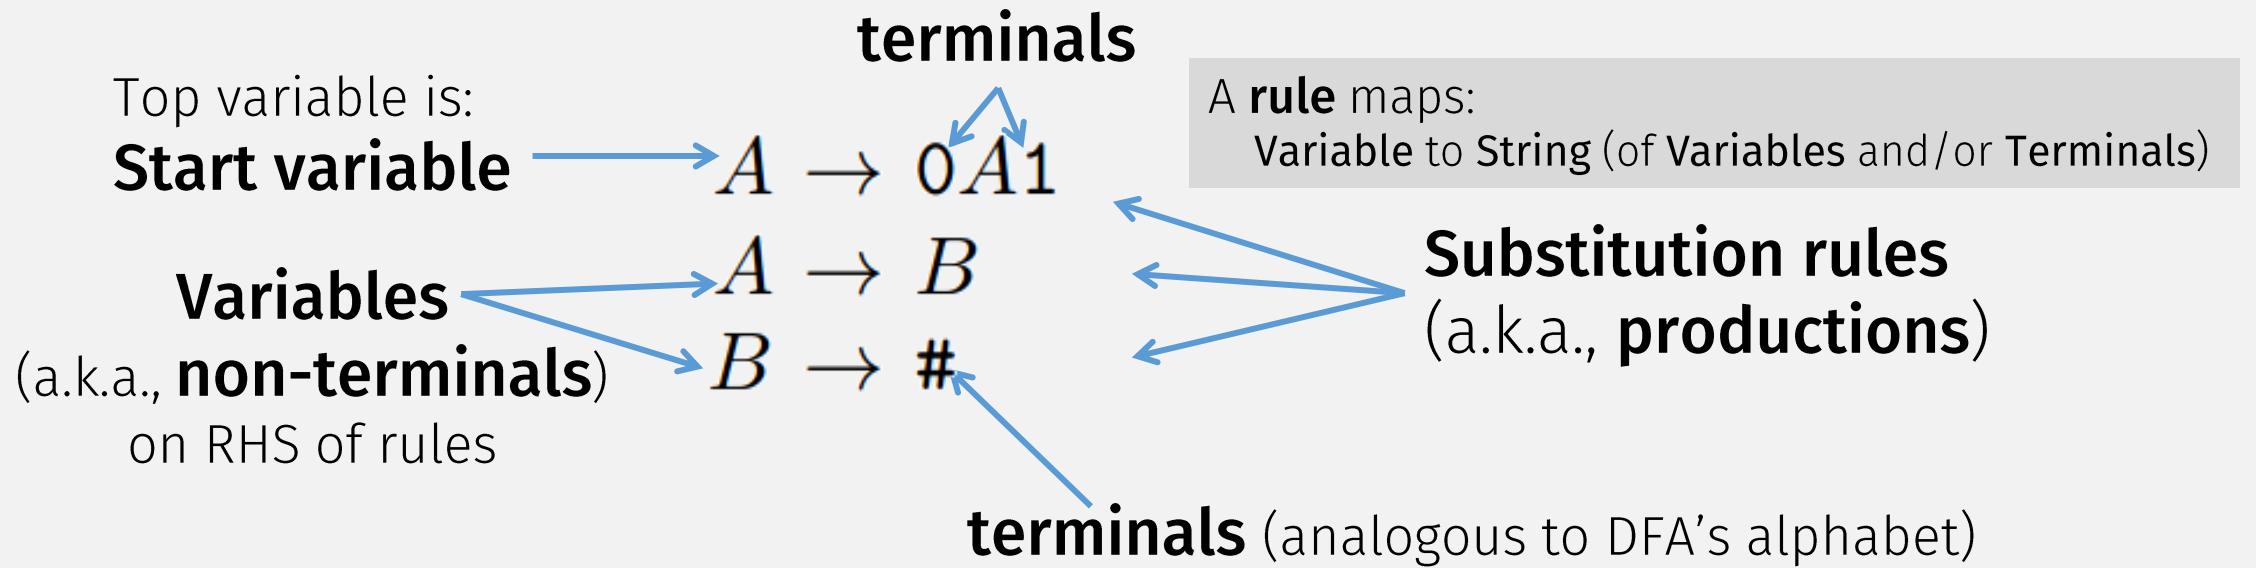 terminals
Top variable is:
Start variable
A → 0A1
A rule maps:
Variable to String (of Variables and/or Terminals)
Variables
(a.k.a., non-terminals)
on RHS of rules
A → B
B → #
Substitution rules
(a.k.a., productions)
terminals (analogous to DFA’s alphabet)